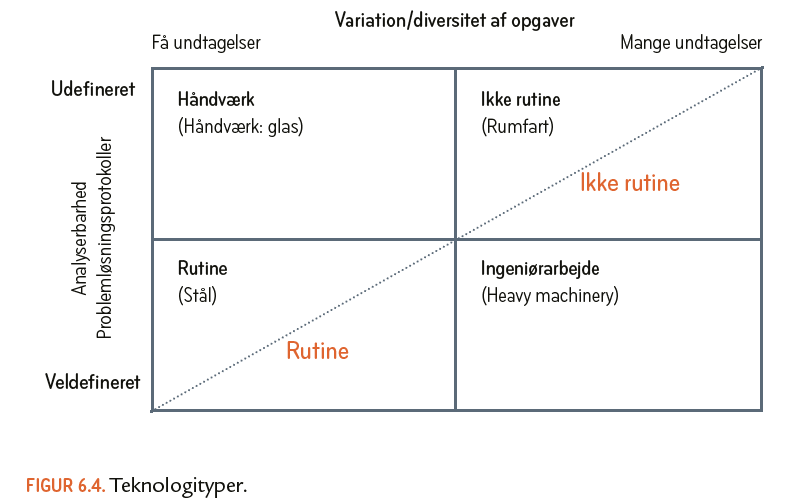 Variation/diversitet af opgaver
Få undtagelser
Mange undtagelser
Udefineret
Analyserbarhed
Problemløsningsprotokoller
Veldefineret
Håndværk
(Håndværk: glas)
Ikke rutine
(Rumfart)
Ikke rutine
Rutine
(Stål)
Rutine
Ingeniørarbejde
(Heavy machinery)
FIGUR 6.4. Teknologityper.